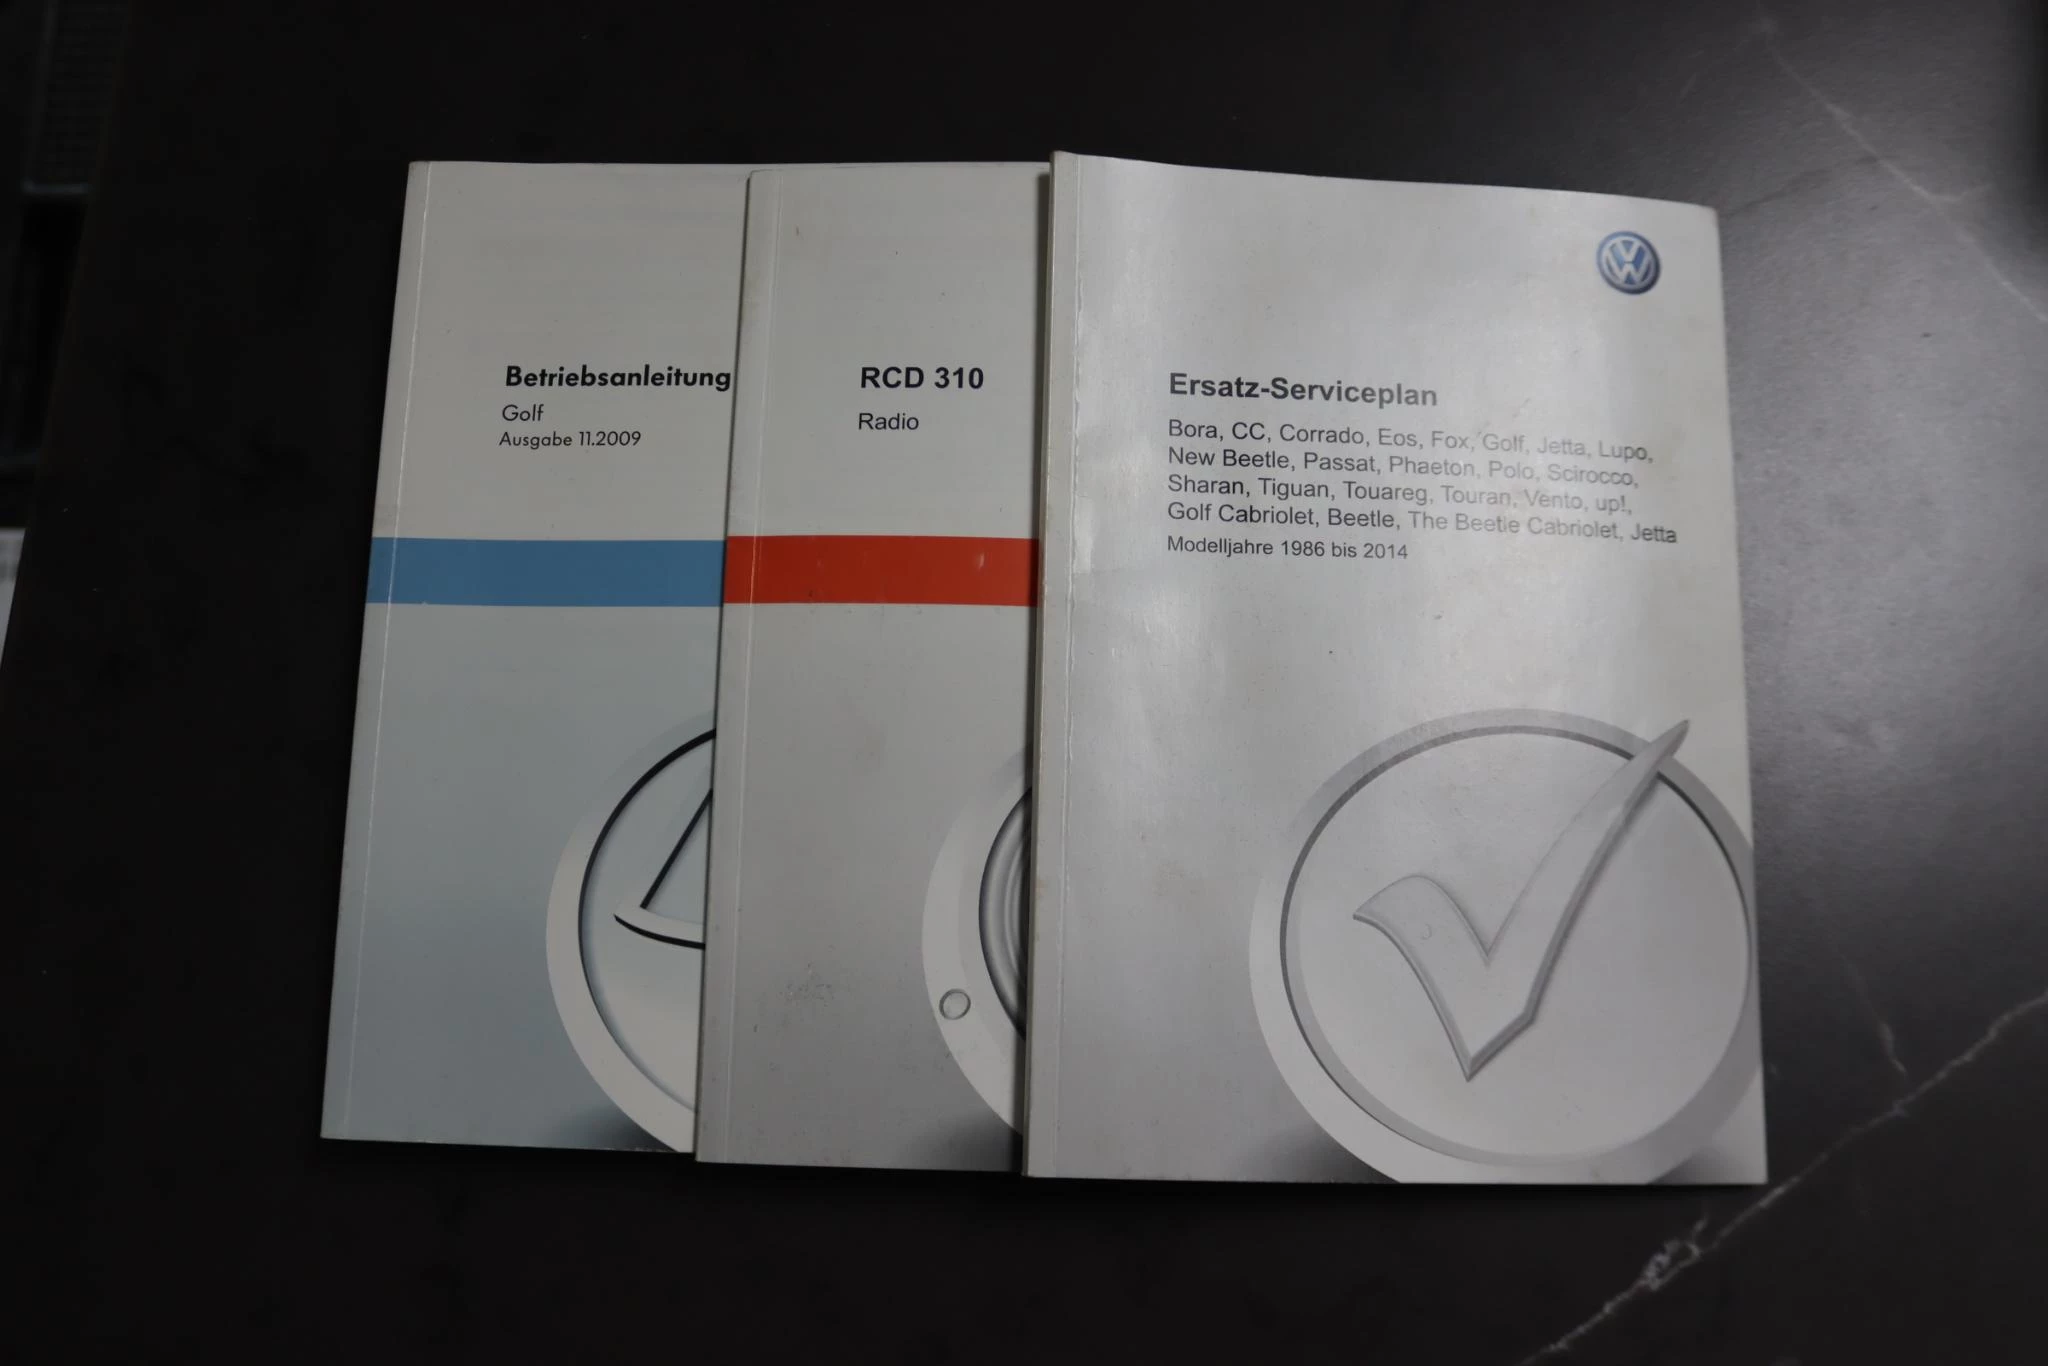 Betriebsanleitung
Golf
Ausgabe 11.2009
RCD 310
Radio
Ersatz-Serviceplan
Bora, CC, Corrado, Eos, Fox, Golf, Jetta, Lupo,
New Beetle, Passat, Phaeton, Polo, Scirocco,
Sharan, Tiguan, Touareg, Touran, Vento, up!,
Golf Cabriolet, Beetle, The Beetle Cabriolet, Jetta
Modelljahre 1986 bis 2014